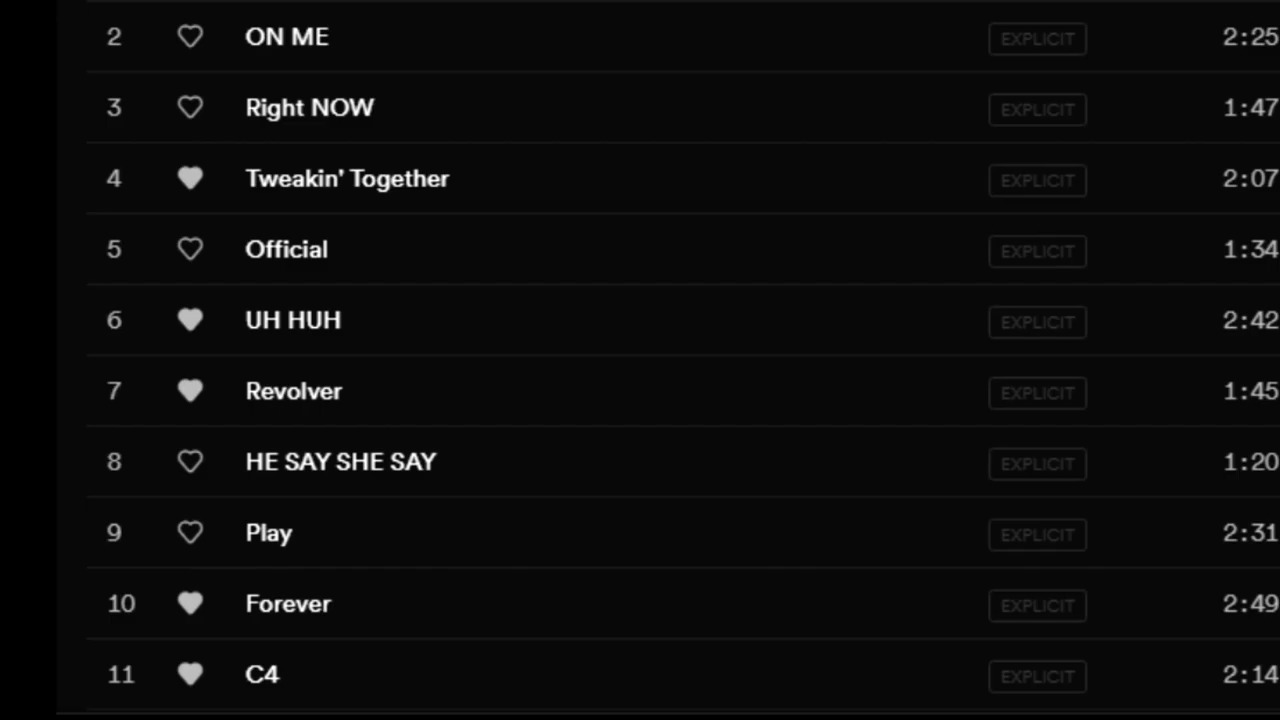 2 ON ME EXPLICIT 2:25
3 Right NOW EXPLICIT 1:47
4 Tweakin' Together EXPLICIT 2:07
5 Official EXPLICIT 1:34
6 UH HUH EXPLICIT 2:42
7 Revolver EXPLICIT 1:45
8 HE SAY SHE SAY EXPLICIT 1:20
9 Play EXPLICIT 2:31
10 Forever EXPLICIT 2:49
11 C4 EXPLICIT 2:14